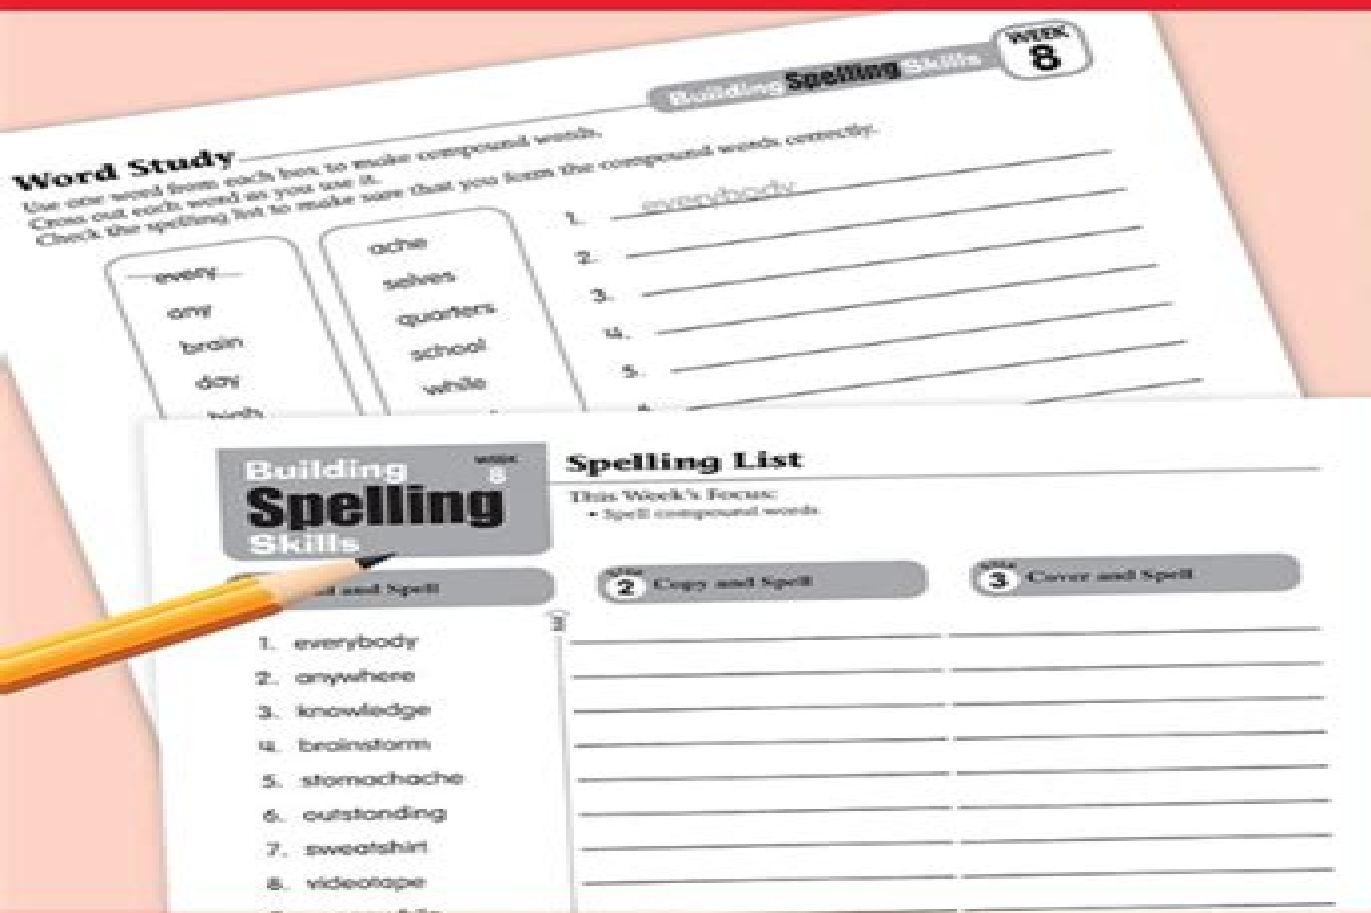 WEEK
8
Building Spelling Skills
Word Study
Use one word from each box to make compound words.
Cross out each word as you use it.
Check the spelling list to make sure that you form the compound words correctly.
every
any
brain
day
high
ache
selves
quarters
school
while
1. everybody
2.
3.
4.
5.
Building
Spelling
Skills
WEEK
8
Spelling List
This Week's Focus:
• Spell compound words
and Spell
2 Copy and Spell
3 Cover and Spell
1. everybody
2. anywhere
3. knowledge
4. brainstorm
5. stomachache
6. outstanding
7. sweatshirt
8. videotape